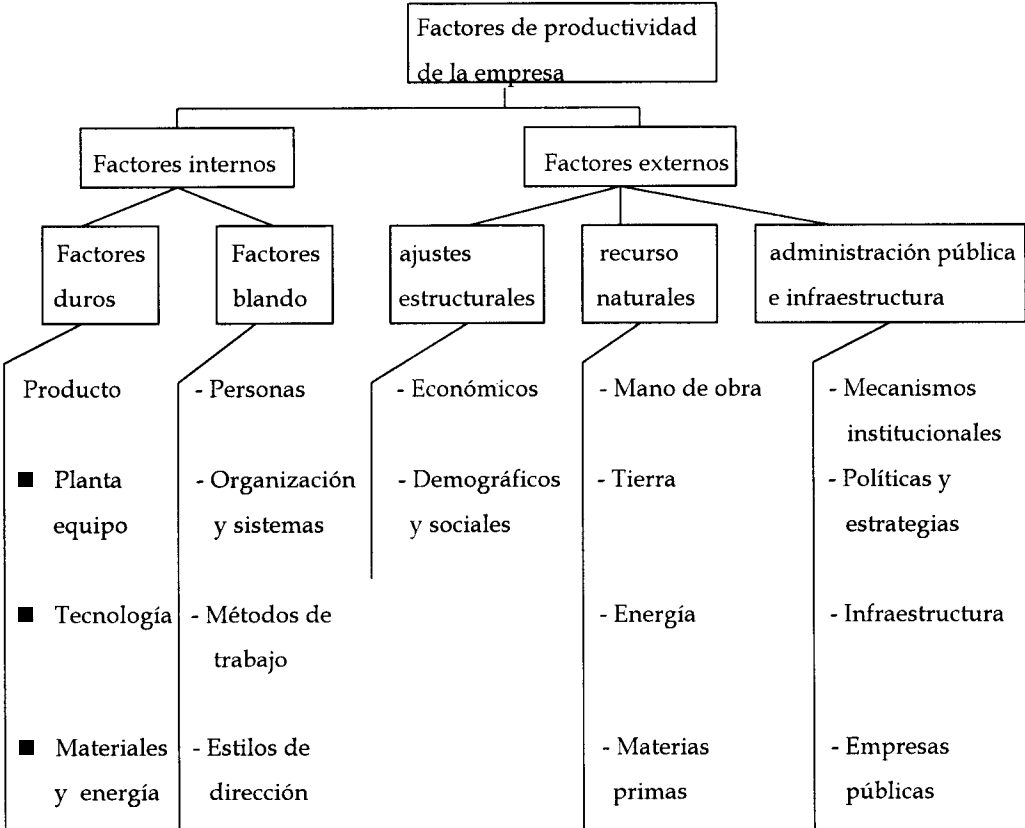 Factores de productividad
de la empresa
Factores internos
Factores externos
Factores
duros
Factores
blando
ajustes
estructurales
recurso
naturales
administración pública
e infraestructura
Producto
■ Planta
equipo
■ Tecnología
■ Materiales
y energía
- Personas
- Organización
y sistemas
- Métodos de
trabajo
- Estilos de
dirección
- Económicos
- Demográficos
y sociales
- Mano de obra
- Tierra
- Energía
- Materias
primas
- Mecanismos
institucionales
- Políticas y
estrategias
- Infraestructura
- Empresas
públicas